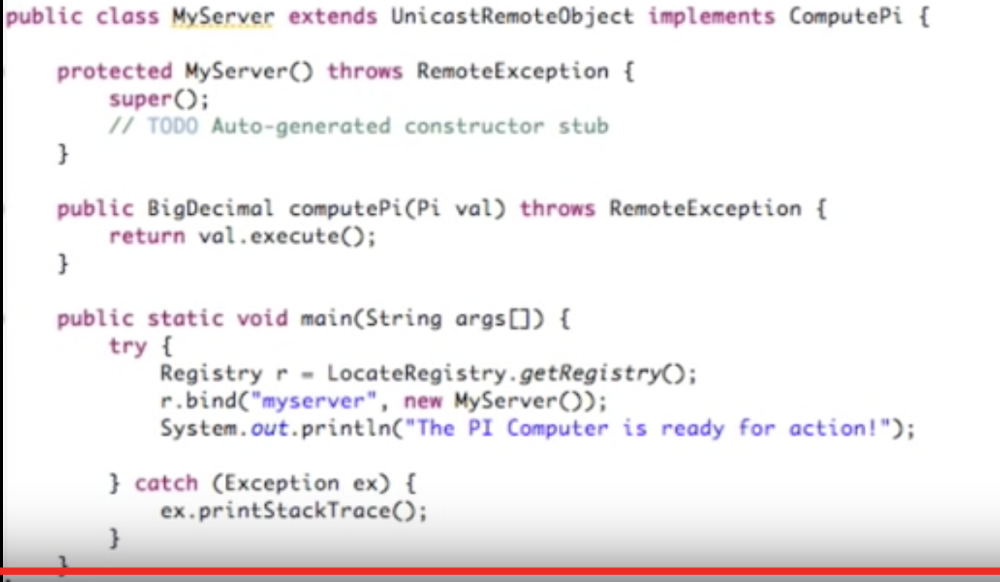 public class MyServer extends UnicastRemoteObject implements ComputePi {
protected MyServer() throws RemoteException {
super();
// TODO Auto-generated constructor stub
}
public BigDecimal computePi(Pi val) throws RemoteException {
return val.execute();
}
public static void main(String args[]) {
try {
Registry r = LocateRegistry.getRegistry();
r.bind("myserver", new MyServer());
System.out.println("The PI Computer is ready for action!");
} catch (Exception ex) {
ex.printStackTrace();
}
}